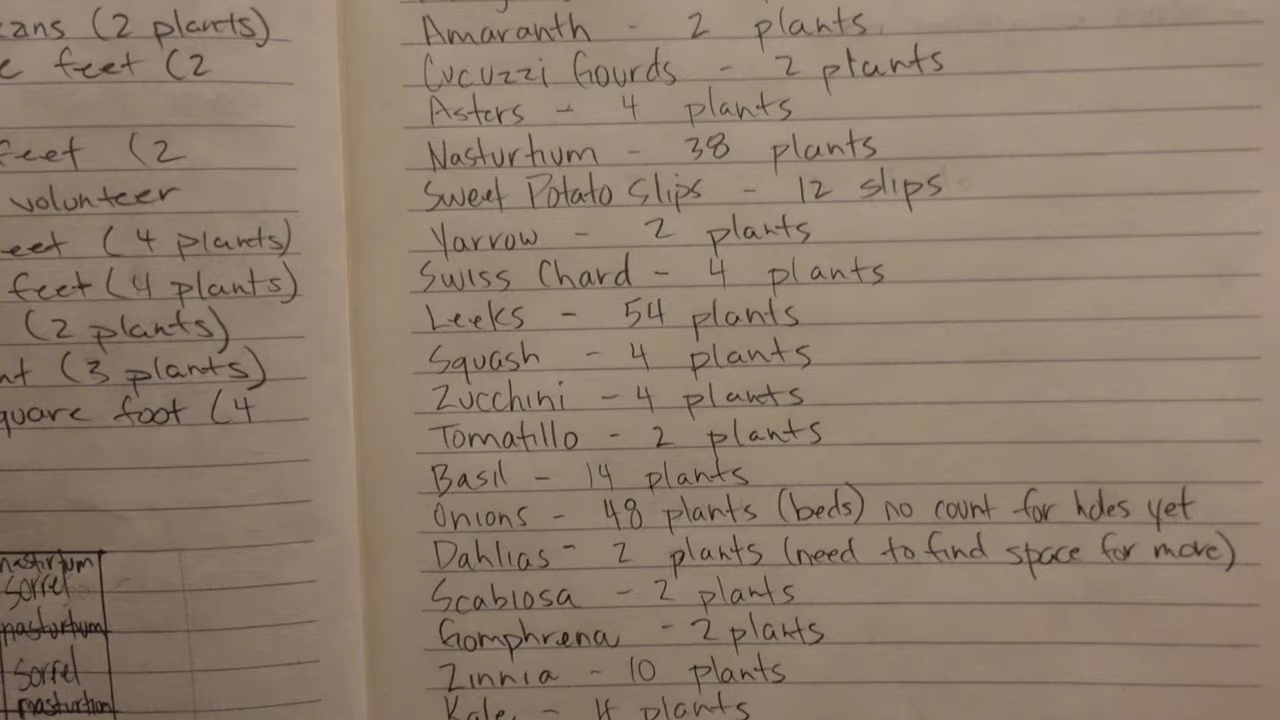 ans (2 plants)
e feet (2
feet (2
volunteer
eet (4 plants)
feet (4 plants)
(2 plants)
nt (3 plants)
quare foot (4
nastirtum
Sorrel
nasturtium
Sorrel
nasturtium
Amaranth - 2 plants
Cucuzzi Gourds - 2 plants
Asters - 4 plants
Nasturtium - 38 plants
Sweet Potato Slips - 12 slips
Yarrow - 2 plants
Swiss Chard - 4 plants
Leeks - 54 plants
Squash - 4 plants
Zucchini - 4 plants
Tomatillo - 2 plants
Basil - 14 plants
Onions - 48 plants (beds) no count for holes yet
Dahlias - 2 plants (need to find space for more)
Scabiosa - 2 plants
Gomphrena - 2 plants
Zinnia - 10 plants
Kale - 4 plants